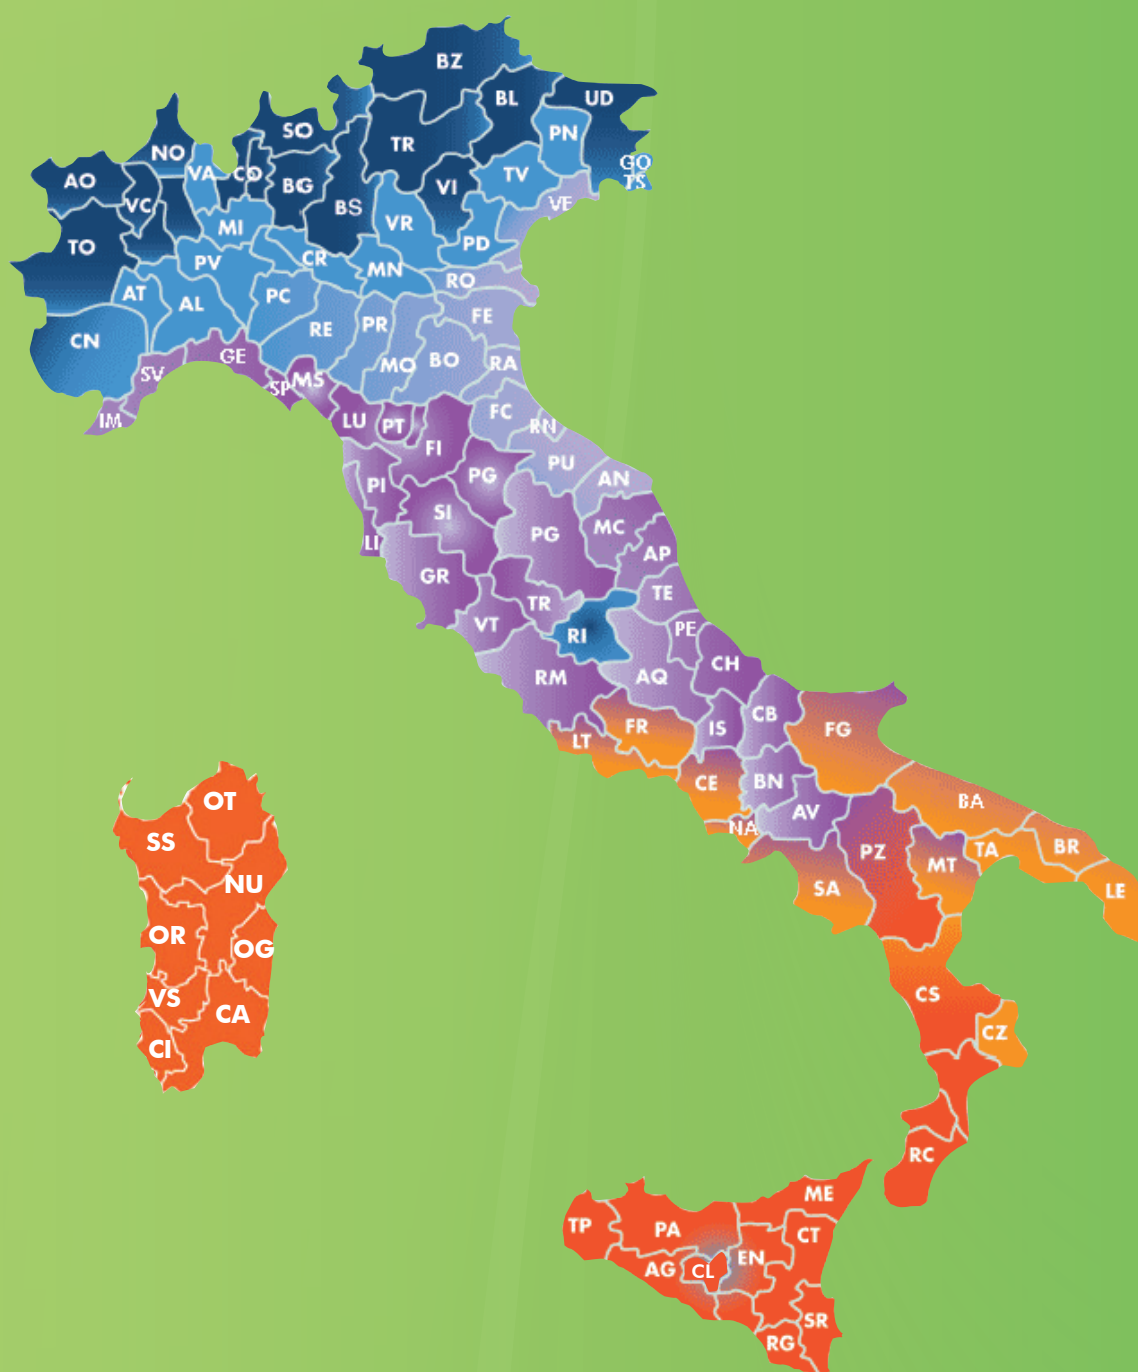 BZ
BL
UD
SO
TR
PN
NO
GO
VA
CO
BG
VI
TV
TS
AO
VC
BS
VE
MI
VR
TO
PD
PV
CR
MN
RO
AT
AL
PC
FE
RE
PR
CN
GE
MO
BO
RA
SV
SP
MS
IM
LU
PT
FC
RN
FI
PU
PG
AN
PI
SI
MC
PG
LI
AP
GR
TE
TR
VT
RI
PE
CH
RM
AQ
CB
FR
IS
FG
LT
CE
BN
OT
BA
AV
SS
NA
PZ
BR
TA
MT
NU
SA
LE
OR
OG
VS
CS
CA
CZ
CI
RC
ME
TP
PA
CT
EN
AG
CL
SR
RG